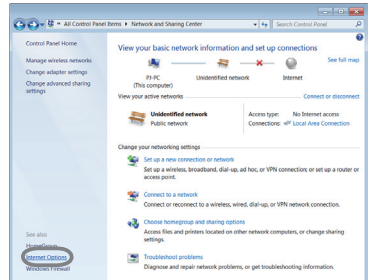 All Control Panel Items ▸ Network and Sharing Center
Search Control Panel
Control Panel Home
Manage wireless networks
Change adapter settings
Change advanced sharing
settings
See also
HomeGroup
Internet Options
Windows Firewall
View your basic network information and set up connections
See full map
PJ-PC
(This computer)
Unidentified network
Internet
View your active networks
Connect or disconnect
Unidentified network
Public network
Access type: No Internet access
Connections: Local Area Connection
Change your networking settings
Set up a new connection or network
Set up a wireless, broadband, dial-up, ad hoc, or VPN connection; or set up a router or
access point.
Connect to a network
Connect or reconnect to a wireless, wired, dial-up, or VPN network connection.
Choose homegroup and sharing options
Access files and printers located on other network computers, or change sharing
settings.
Troubleshoot problems
Diagnose and repair network problems, or get troubleshooting information.